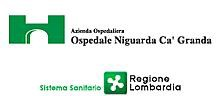 Azienda Ospedaliera
Ospedale Niguarda Ca' Granda
Sistema Sanitario
Regione
Lombardia